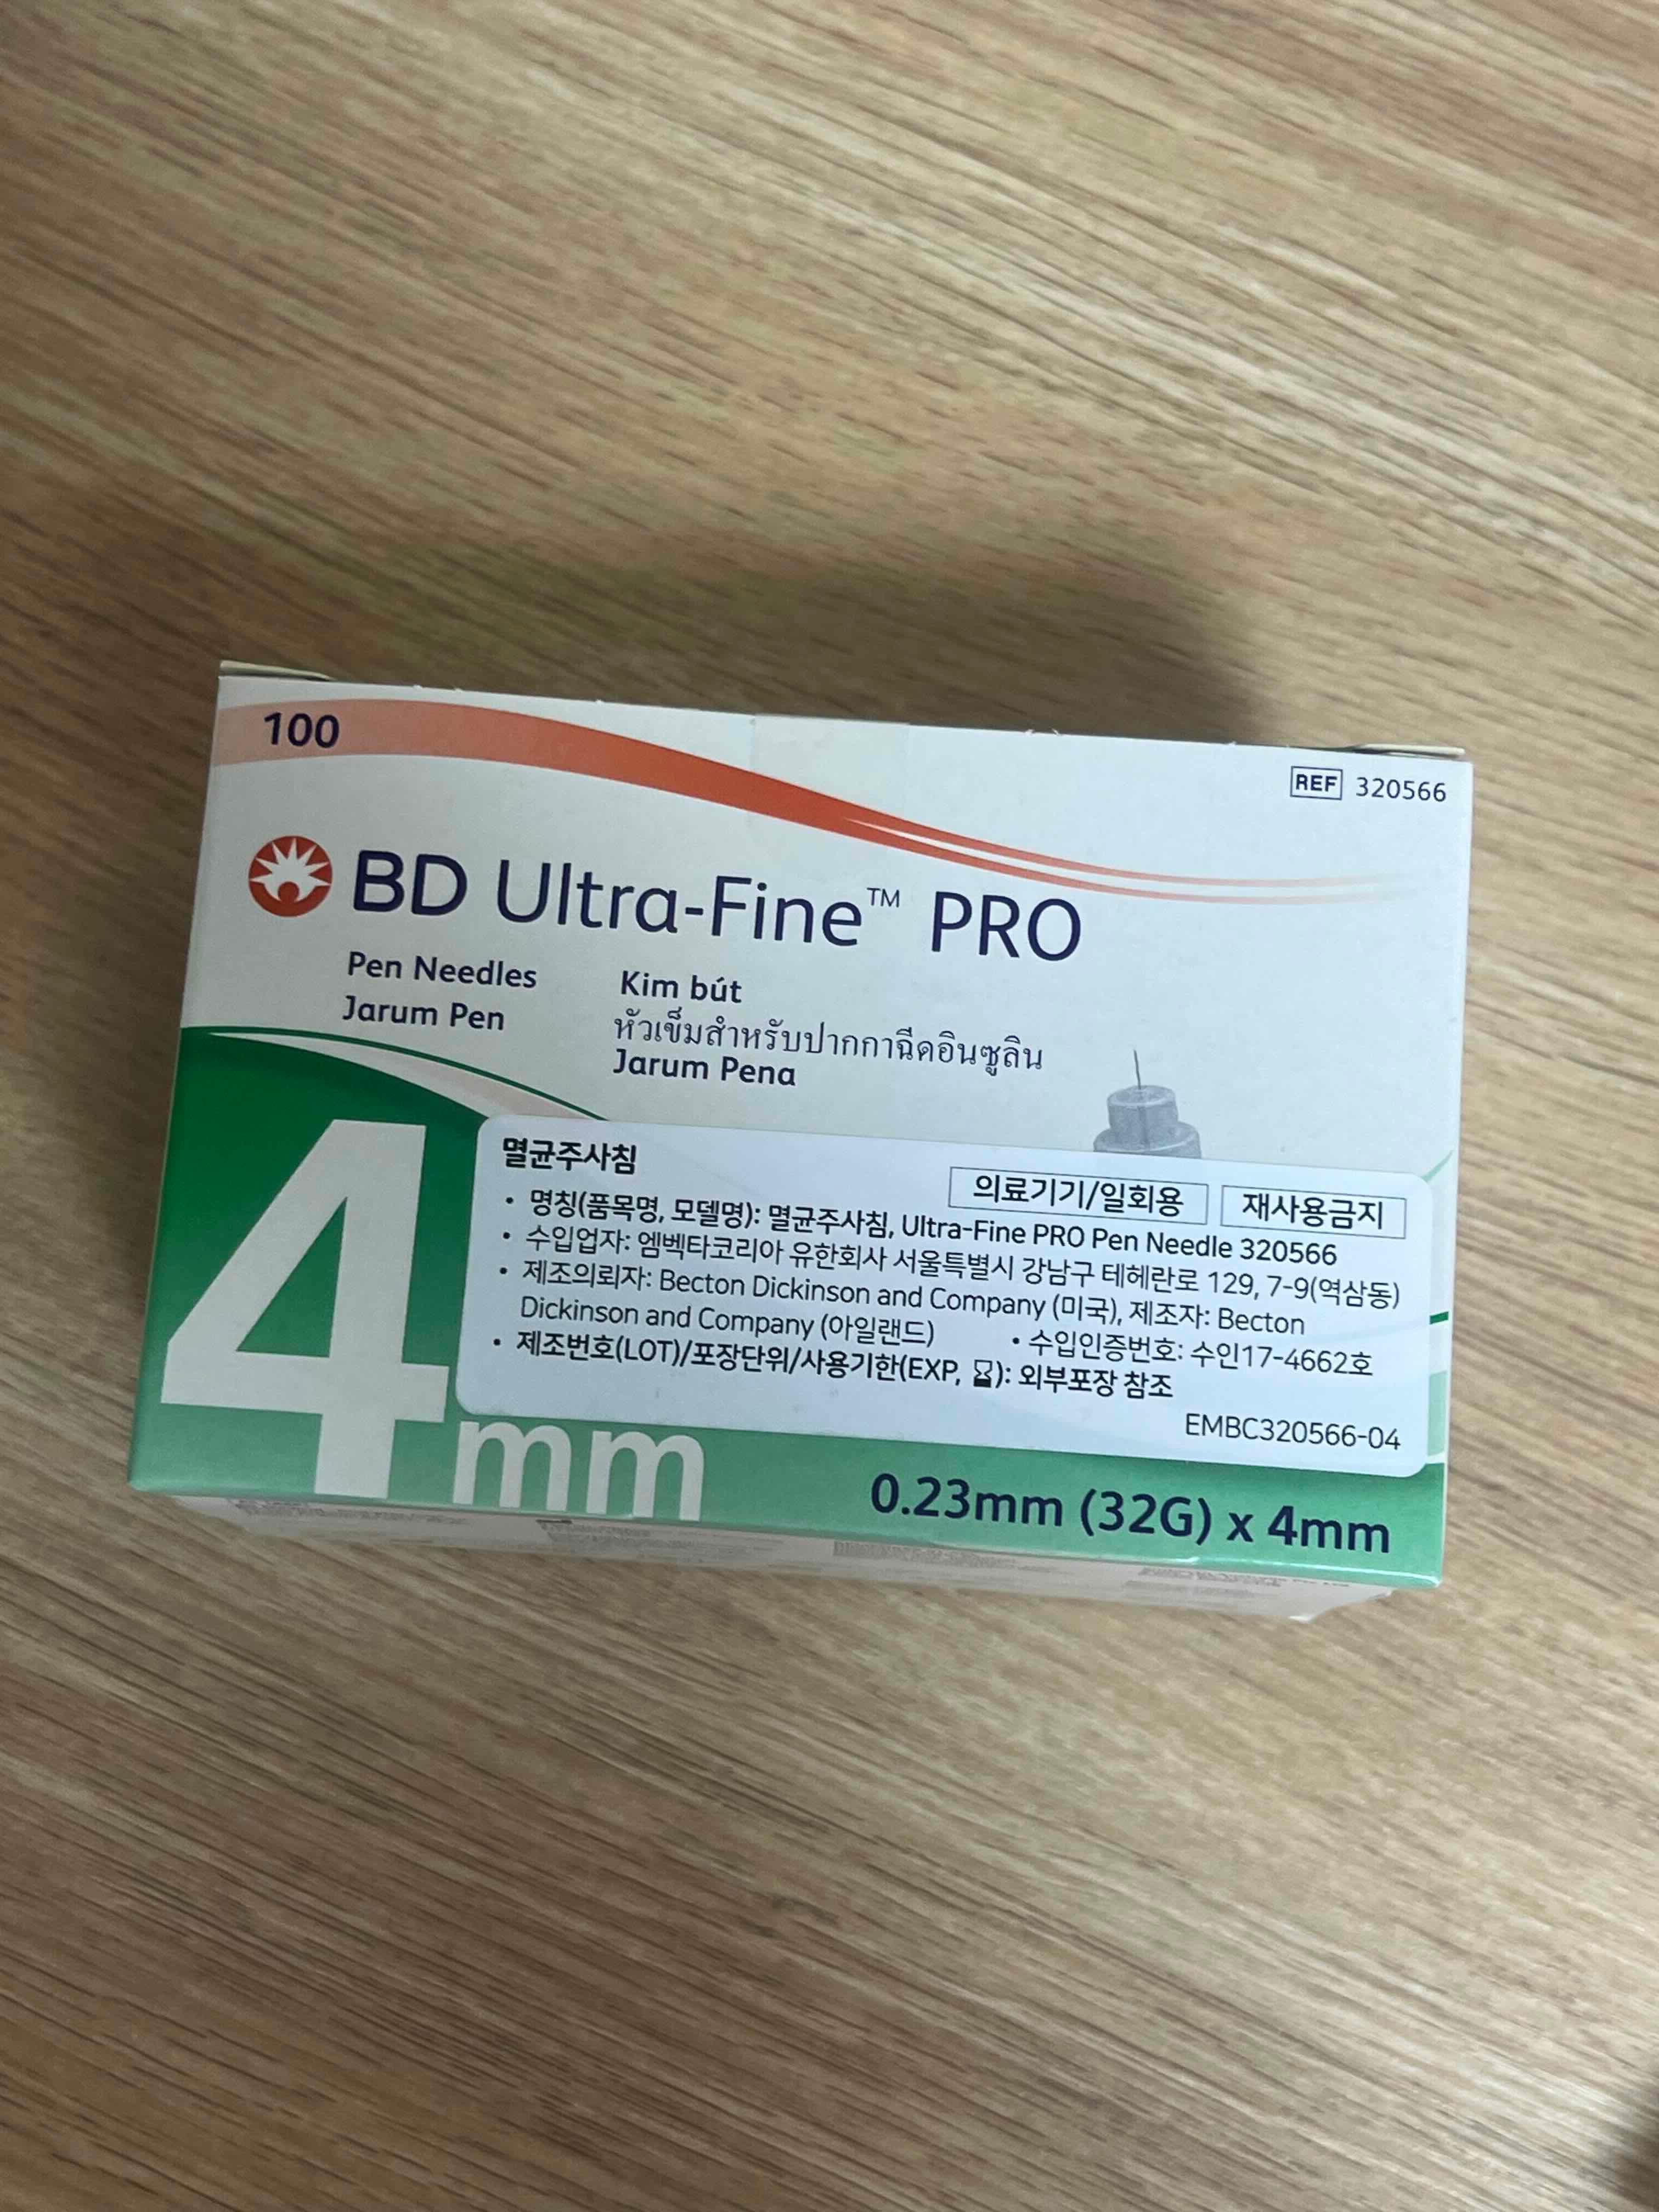 100
REF 320566
BD Ultra-Fine™ PRO
Pen Needles
Jarum Pen
Kim bút
หัวเข็มสำหรับปากกาฉีดอินซูลิน
Jarum Pena
4mm
멸균주사침
의료기기/일회용 재사용금지
• 명칭(품목명, 모델명): 멸균주사침, Ultra-Fine PRO Pen Needle 320566
• 수입업자: 엠벡타코리아 유한회사 서울특별시 강남구 테헤란로 129, 7-9(역삼동)
• 제조의뢰자: Becton Dickinson and Company (미국), 제조자: Becton
Dickinson and Company (아일랜드) • 수입인증번호: 수인17-4662호
• 제조번호(LOT)/포장단위/사용기한(EXP, ⌛): 외부포장 참조
EMBC320566-04
0.23mm (32G) x 4mm